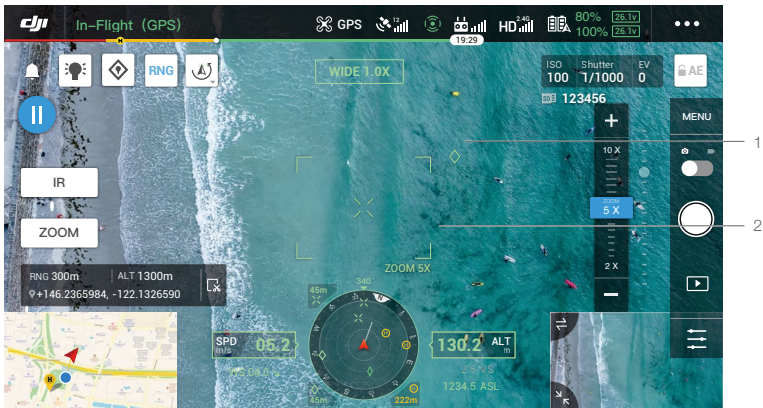 dji In-Flight (GPS) GPS 12 HD 2.4G 80% 26.1v
A 100% 26.1v
H 19:29
RNG
WIDE 1.0X
ISO Shutter EV
100 1/1000 0
AE
123456
MENU
1
10 X
IR
ZOOM
5 X
ZOOM
2
2 X
ZOOM 5X
RNG 300m ALT 1300m
+146.2365984, -122.1326590
45m 340
N
W E
S
SPD
m/s
05.2
130.2 ALT
m
2.5 VS
1234.5 ASL
H
45m 222m